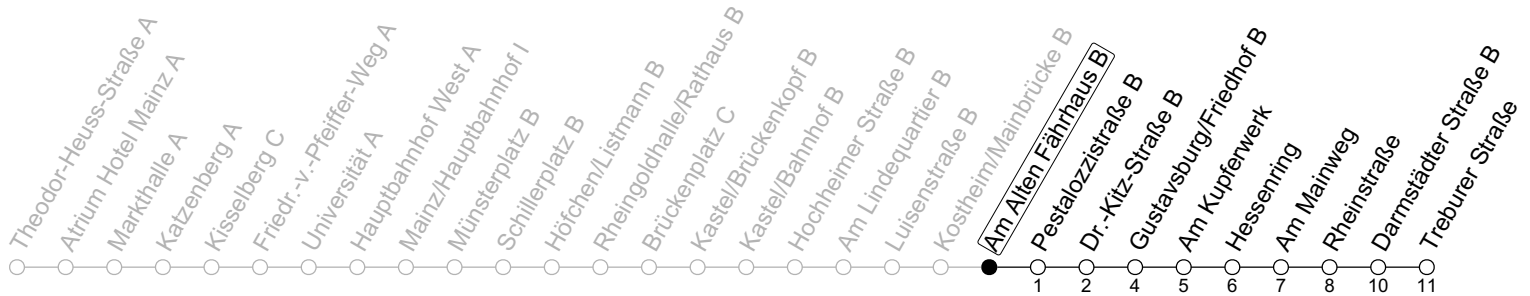 Theodor-Heuss-Straße A
Atrium Hotel Mainz A
Markthalle A
Katzenberg A
Kisselberg C
Friedr.-v.-Pfeiffer-Weg A
Universität A
Hauptbahnhof West A
Mainz/Hauptbahnhof I
Münsterplatz B
Schillerplatz B
Höfchen/Listmann B
Rheingoldhalle/Rathaus B
Brückenplatz C
Kastel/Brückenkopf B
Kastel/Bahnhof B
Hochheimer Straße B
Am Lindequartier B
Luisenstraße B
Kostheim/Mainbrücke B
Am Alten Fährhaus B
Pestalozzistraße B
Dr.-Kitz-Straße B
Gustavsburg/Friedhof B
Am Kupferwerk
Hessenring
Am Mainweg
Rheinstraße
Darmstädter Straße B
Treburer Straße
1 2 4 5 6 7 8 10 11